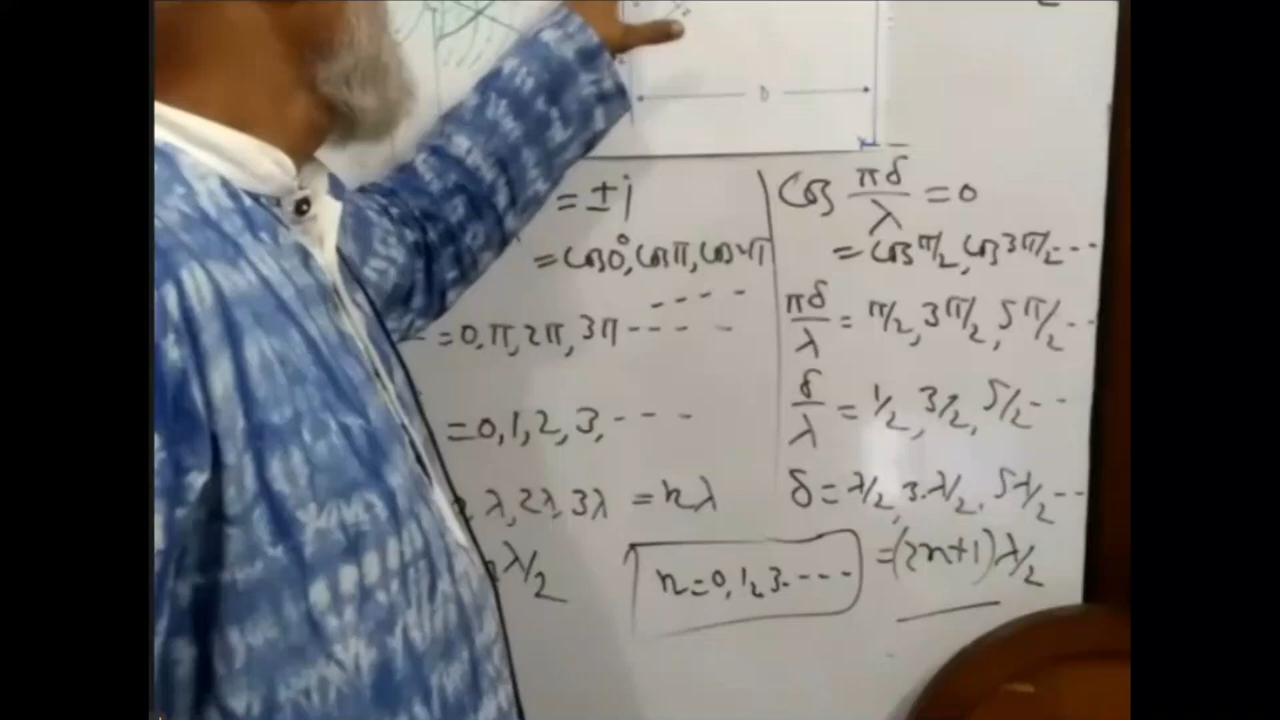 D
= ±1
= cos0°, cosπ, cos2π
- - - -
= 0, π, 2π, 3π - - - - - -
= 0, 1, 2, 3, - - - -
λ, 2λ, 3λ = nλ
λ/2
n = 0, 1, 2, 3 - - - -
cos πδ/λ = 0
= cos π/2, cos 3π/2 - - -
πδ/λ = π/2, 3π/2, 5π/2 - -
δ/λ = 1/2, 3/2, 5/2 - -
δ = λ/2, 3λ/2, 5λ/2 - -
= (2n+1) λ/2